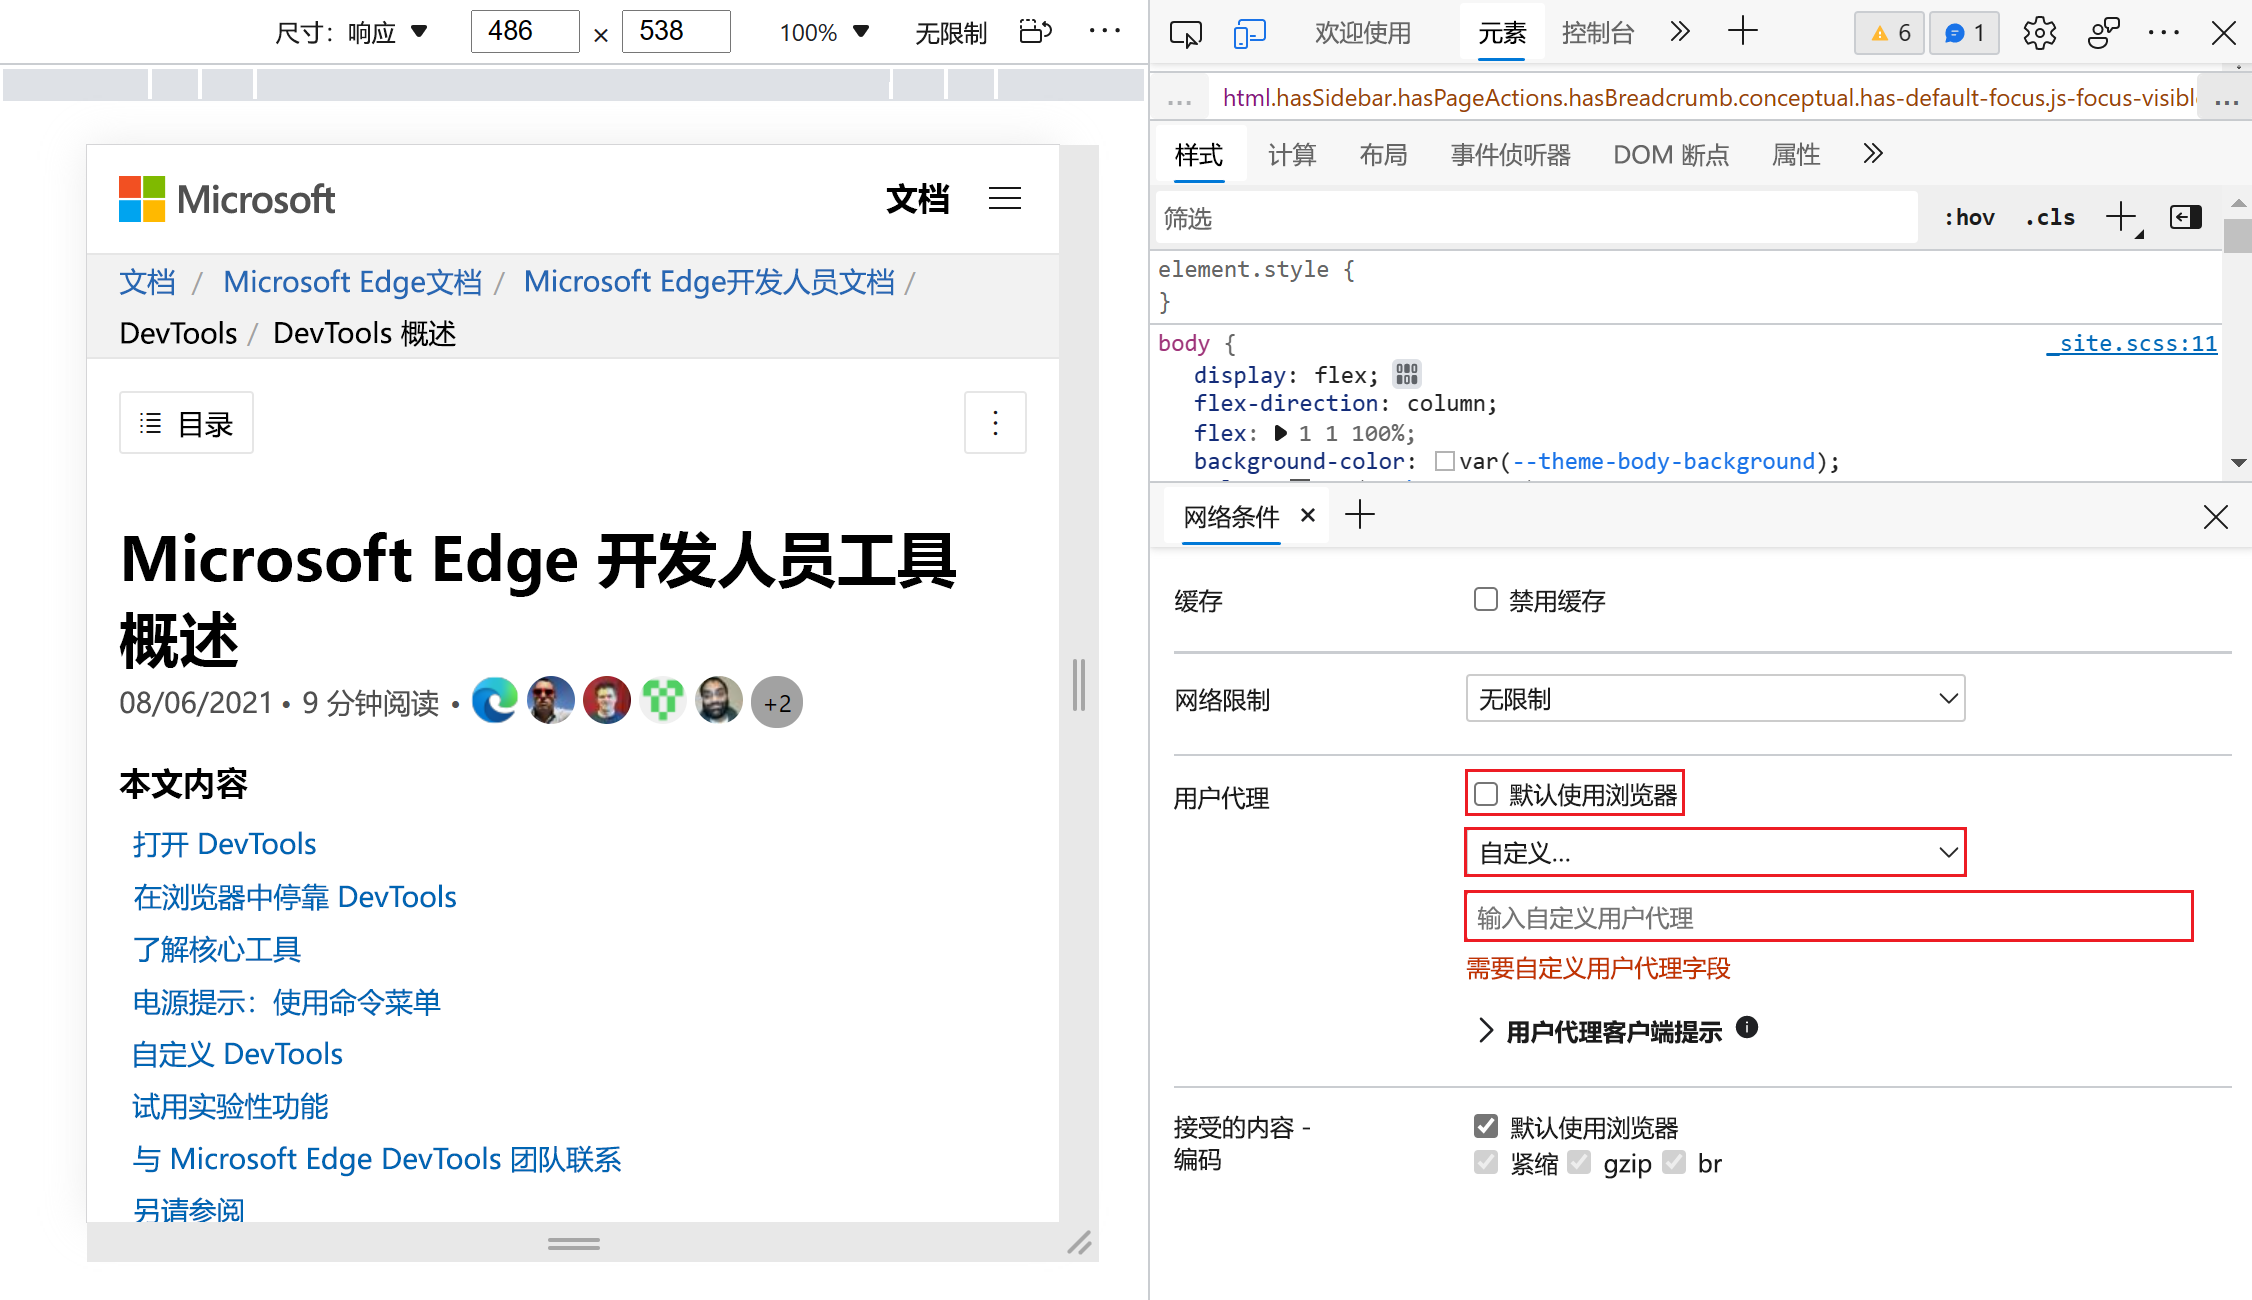 尺寸：响应 486 × 538 100% 无限制
Microsoft 文档
文档 / Microsoft Edge文档 / Microsoft Edge开发人员文档 /
DevTools / DevTools 概述
目录
Microsoft Edge 开发人员工具
概述
08/06/2021 • 9 分钟阅读 • +2
本文内容
打开 DevTools
在浏览器中停靠 DevTools
了解核心工具
电源提示：使用命令菜单
自定义 DevTools
试用实验性功能
与 Microsoft Edge DevTools 团队联系
另请参阅
欢迎使用 元素 控制台 6 1
... html.hasSidebar.hasPageActions.hasBreadcrumb.conceptual.has-default-focus.js-focus-visibl ...
样式 计算 布局 事件侦听器 DOM 断点 属性
筛选 :hov .cls
element.style {
}
body { _site.scss:11
display: flex;
flex-direction: column;
flex: 1 1 100%;
background-color: var(--theme-body-background);
网络条件
缓存 禁用缓存
网络限制 无限制
用户代理 默认使用浏览器
自定义...
输入自定义用户代理
需要自定义用户代理字段
用户代理客户端提示
接受的内容 - 默认使用浏览器
编码 紧缩 gzip br